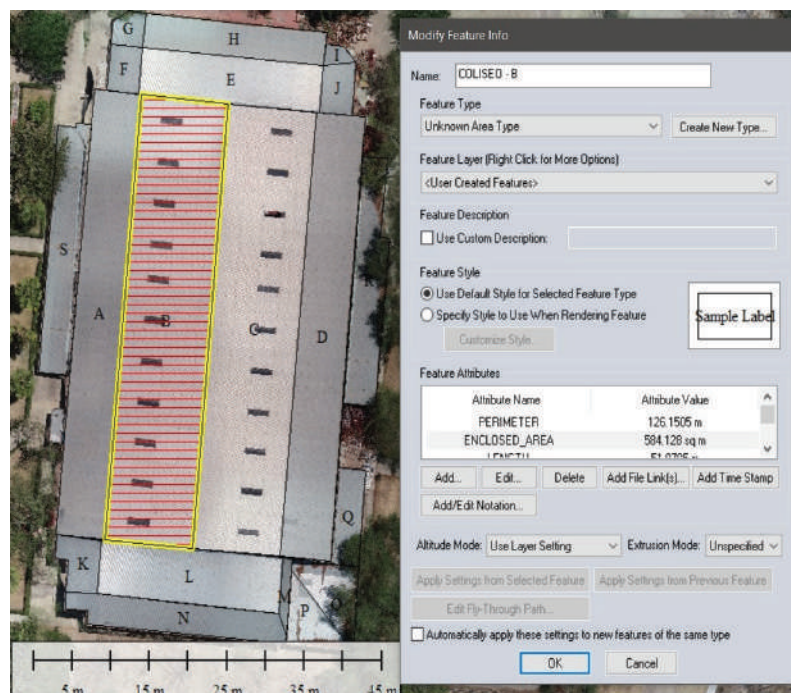 G
H
I
F
E
J
S
R
A
B
C
D
K
L
Q
M
O
N
P
5 m 15 m 25 m 35 m 45 m
Modify Feature Info
Name: COLISEO - B
Feature Type
Unknown Area Type
Create New Type...
Feature Layer (Right Click for More Options)
<User Created Features>
Feature Description
Use Custom Description:
Feature Style
Use Default Style for Selected Feature Type
Specify Style to Use When Rendering Feature
Customize Style...
Sample Label
Feature Attributes
Attribute Name Attribute Value
PERIMETER 126.1505 m
ENCLOSED_AREA 584.128 sq m
Add... Edit... Delete Add File Link(s)... Add Time Stamp
Add/Edit Notation...
Altitude Mode: Use Layer Setting Extrusion Mode: Unspecified
Apply Settings from Selected Feature Apply Settings from Previous Feature
Edit Fly-Through Path...
Automatically apply these settings to new features of the same type
OK Cancel